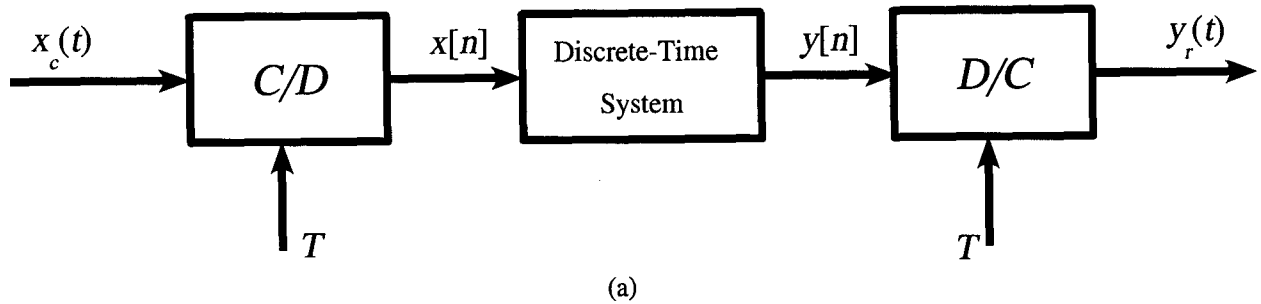 x_c(t)
C/D
x[n]
Discrete-Time
System
y[n]
D/C
y_r(t)
T
T
(a)